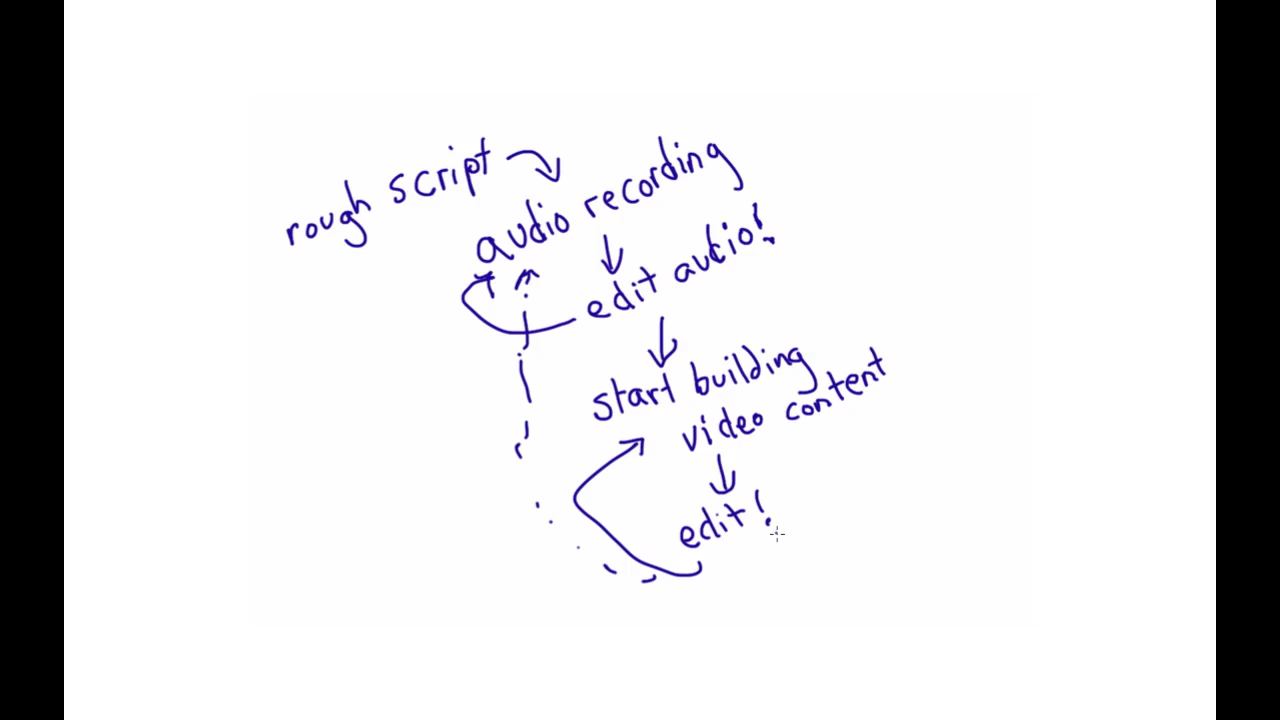 rough script
audio recording
edit audio!
start building
video content
edit!